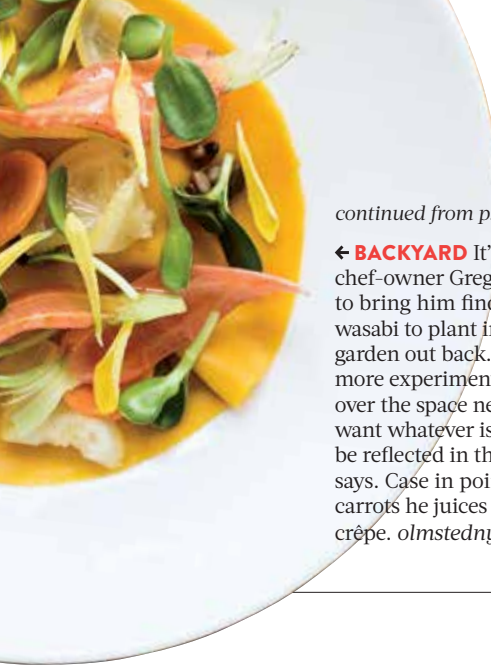 continued from p
← BACKYARD It’
chef-owner Greg
to bring him find
wasabi to plant in
garden out back.
more experimen
over the space ne
want whatever is
be reflected in th
says. Case in poi
carrots he juices
crêpe. olmstedny